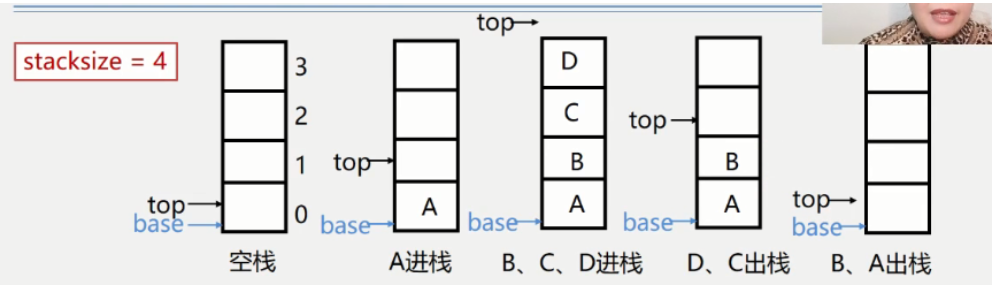 top
stacksize = 4
3
D
2
C
top
1
top
B
B
top
0
A
A
A
top
base
base
base
base
base
空栈
A进栈
B、C、D进栈
D、C出栈
B、A出栈